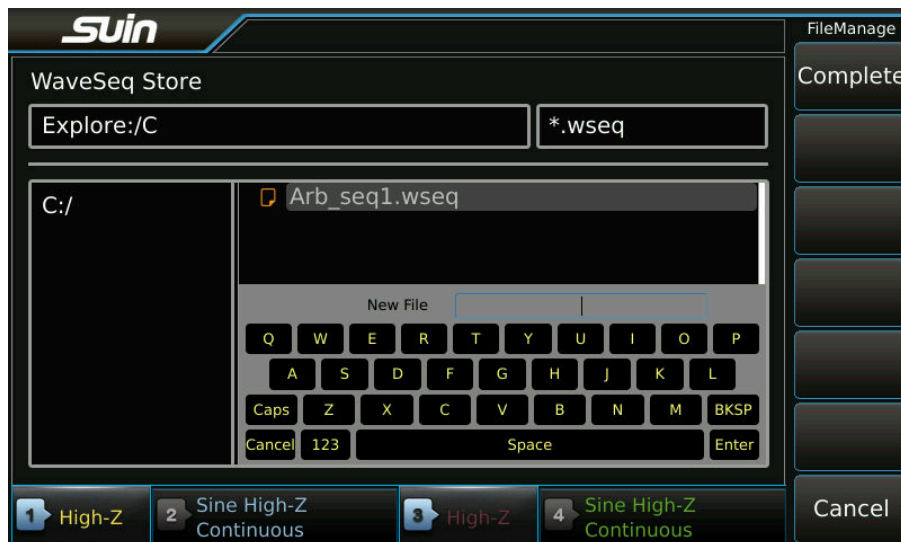 SUin
FileManage
WaveSeq Store
Complete
Explore:/C
*.wseq
C:/
Arb_seq1.wseq
New File
Q W E R T Y U I O P
A S D F G H J K L
Caps Z X C V B N M BKSP
Cancel 123 Space Enter
1 High-Z
2 Sine High-Z
Continuous
3 High-Z
4 Sine High-Z
Continuous
Cancel